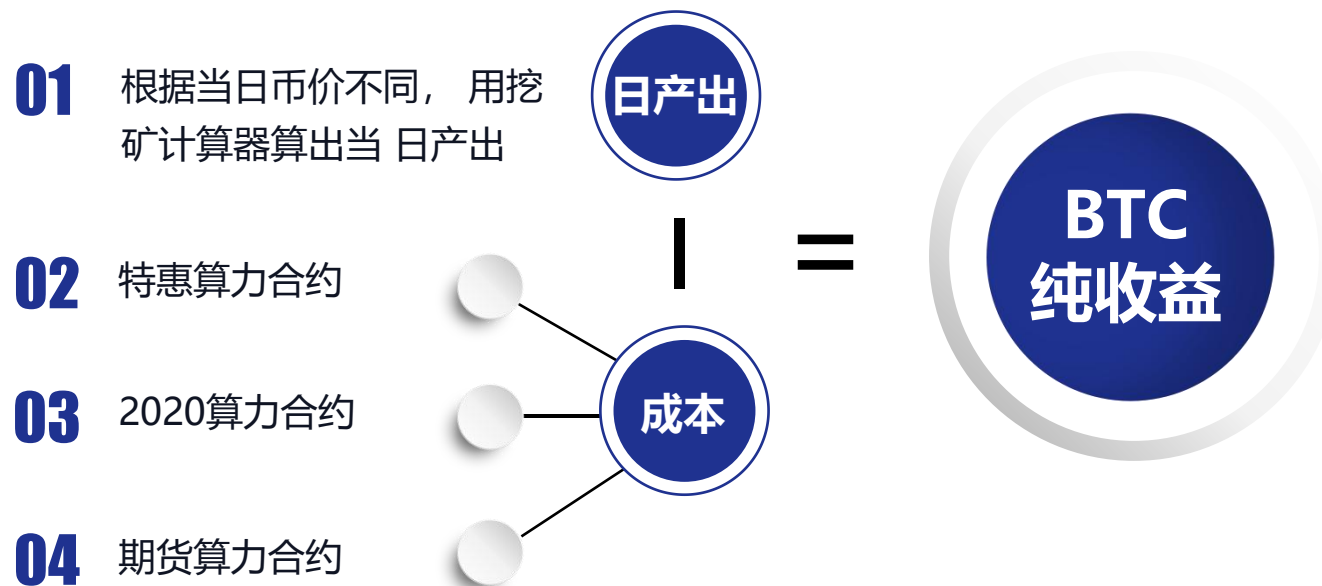 01
根据当日币价不同， 用挖
矿计算器算出当 日产出
日产出
02
特惠算力合约
03
2020算力合约
04
期货算力合约
成本
=
BTC
纯收益